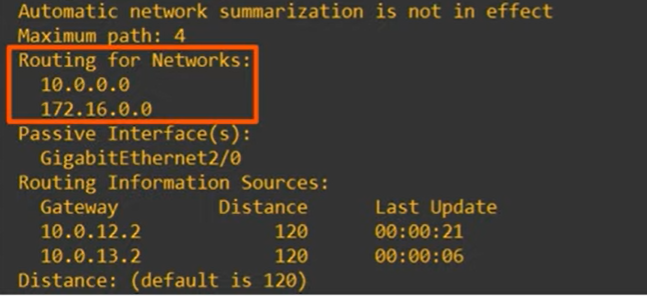 Automatic network summarization is not in effect
Maximum path: 4
Routing for Networks:
10.0.0.0
172.16.0.0
Passive Interface(s):
GigabitEthernet2/0
Routing Information Sources:
Gateway Distance Last Update
10.0.12.2 120 00:00:21
10.0.13.2 120 00:00:06
Distance: (default is 120)